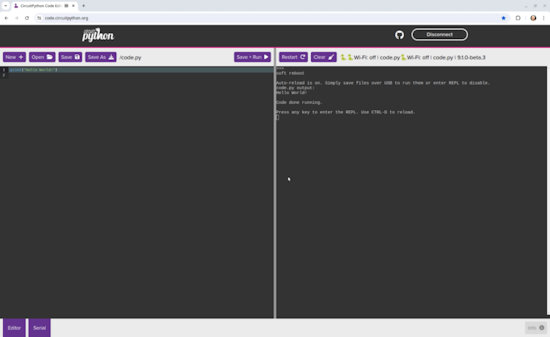 CircuitPython Code Edit
code.circuitpython.org
circuit
python
Disconnect
New +
Open
Save
Save As
/code.py
Save + Run
Restart
Clear
Wi-Fi: off | code.py Wi-Fi: off | code.py | 9.1.0-beta.3
1 print("Hello World!")
2
soft reboot
Auto-reload is on. Simply save files over USB to run them or enter REPL to disable.
code.py output:
Hello World!
Code done running.
Press any key to enter the REPL. Use CTRL-D to reload.
Editor
Serial
Info